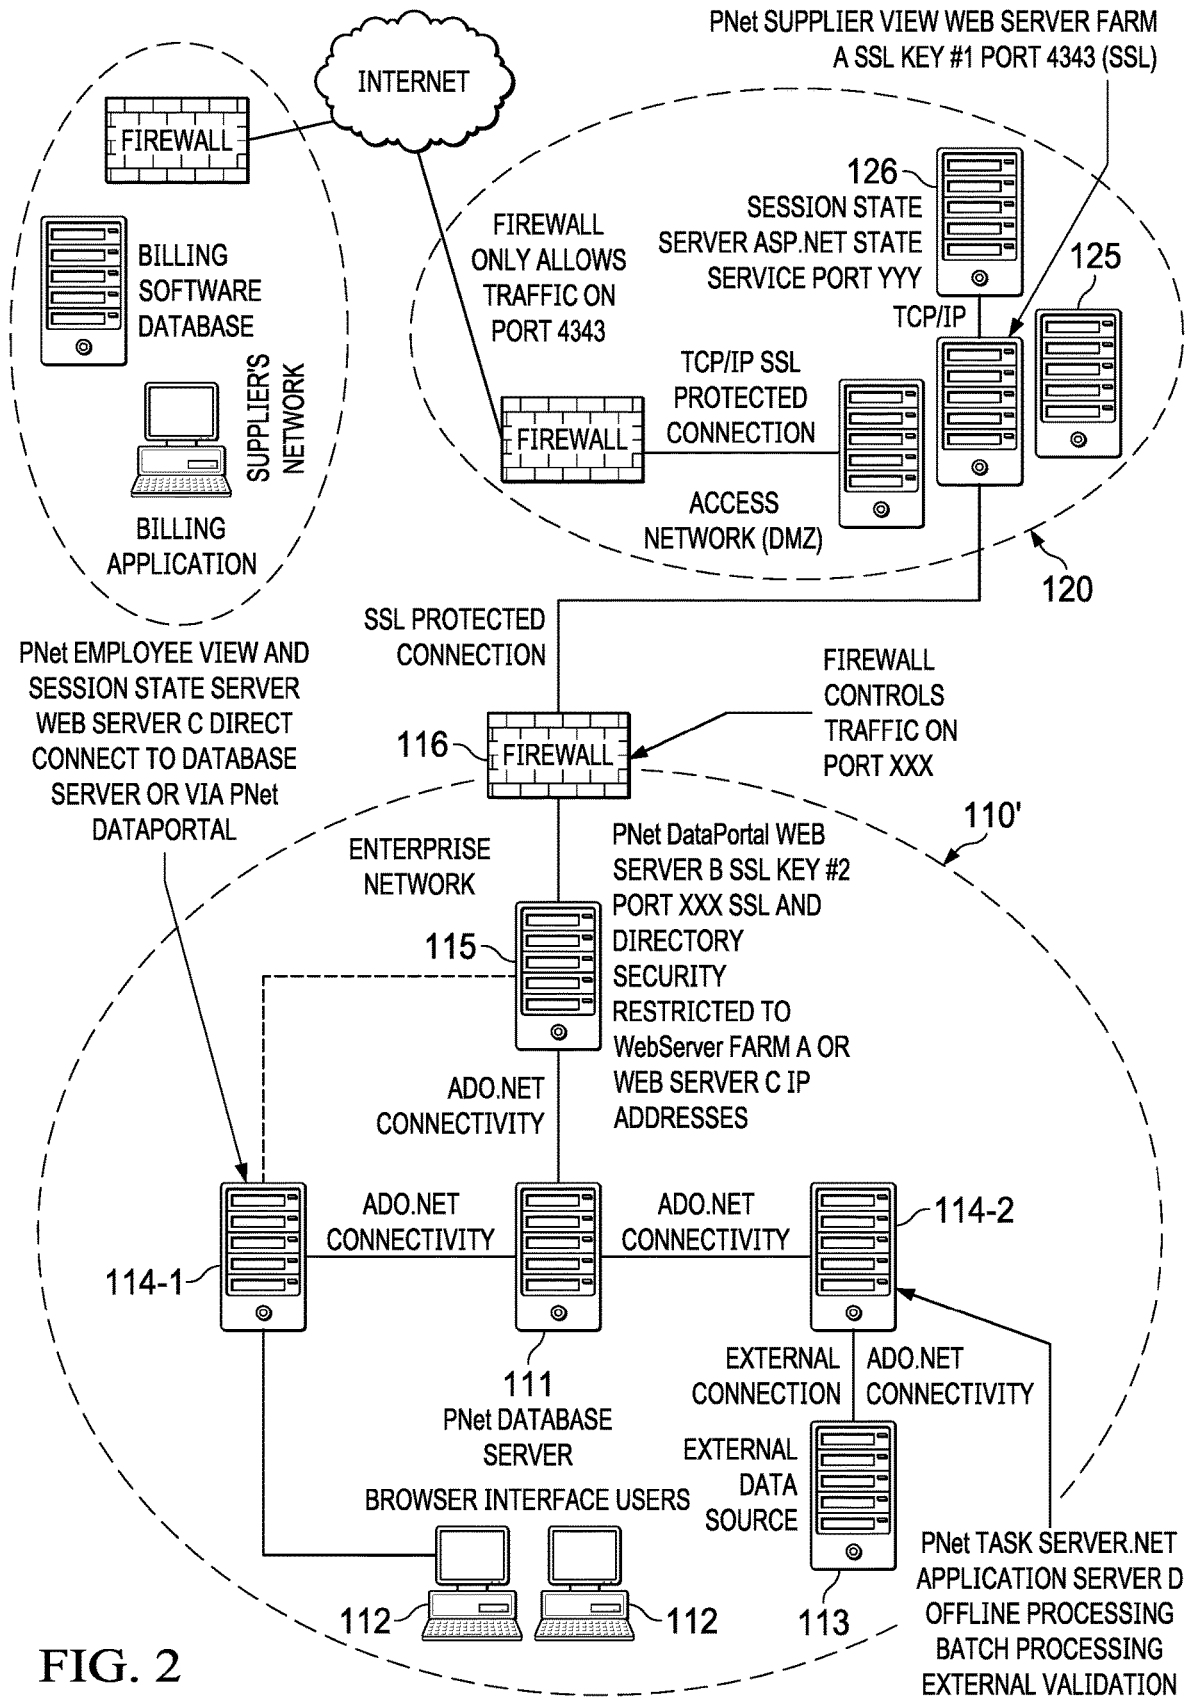 PNet SUPPLIER VIEW WEB SERVER FARM
A SSL KEY #1 PORT 4343 (SSL)
INTERNET
FIREWALL
126
SESSION STATE
SERVER ASP.NET STATE
SERVICE PORT YYY
125
TCP/IP
BILLING
SOFTWARE
DATABASE
FIREWALL
ONLY ALLOWS
TRAFFIC ON
PORT 4343
SUPPLIER'S
NETWORK
TCP/IP SSL
PROTECTED
CONNECTION
FIREWALL
BILLING
APPLICATION
ACCESS
NETWORK (DMZ)
120
SSL PROTECTED
CONNECTION
PNet EMPLOYEE VIEW AND
SESSION STATE SERVER
WEB SERVER C DIRECT
CONNECT TO DATABASE
SERVER OR VIA PNet
DATAPORTAL
FIREWALL
CONTROLS
TRAFFIC ON
PORT XXX
116
FIREWALL
110'
ENTERPRISE
NETWORK
PNet DataPortal WEB
SERVER B SSL KEY #2
PORT XXX SSL AND
DIRECTORY
SECURITY
RESTRICTED TO
WebServer FARM A OR
WEB SERVER C IP
ADDRESSES
115
ADO.NET
CONNECTIVITY
ADO.NET
CONNECTIVITY
ADO.NET
CONNECTIVITY
114-1
114-2
111
PNet DATABASE
SERVER
EXTERNAL
CONNECTION
ADO.NET
CONNECTIVITY
EXTERNAL
DATA
SOURCE
BROWSER INTERFACE USERS
112
112
113
PNet TASK SERVER.NET
APPLICATION SERVER D
OFFLINE PROCESSING
BATCH PROCESSING
EXTERNAL VALIDATION
FIG. 2